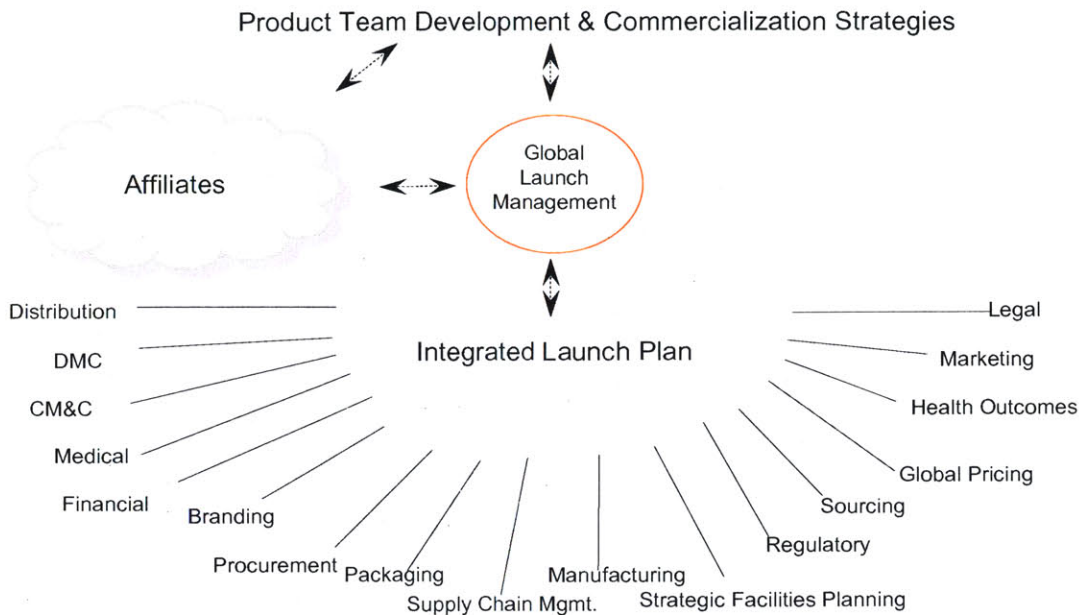 Product Team Development & Commercialization Strategies
Affiliates
Global
Launch
Management
Integrated Launch Plan
Distribution
DMC
CM&C
Medical
Financial
Branding
Procurement
Packaging
Supply Chain Mgmt.
Manufacturing
Strategic Facilities Planning
Regulatory
Sourcing
Global Pricing
Health Outcomes
Marketing
Legal